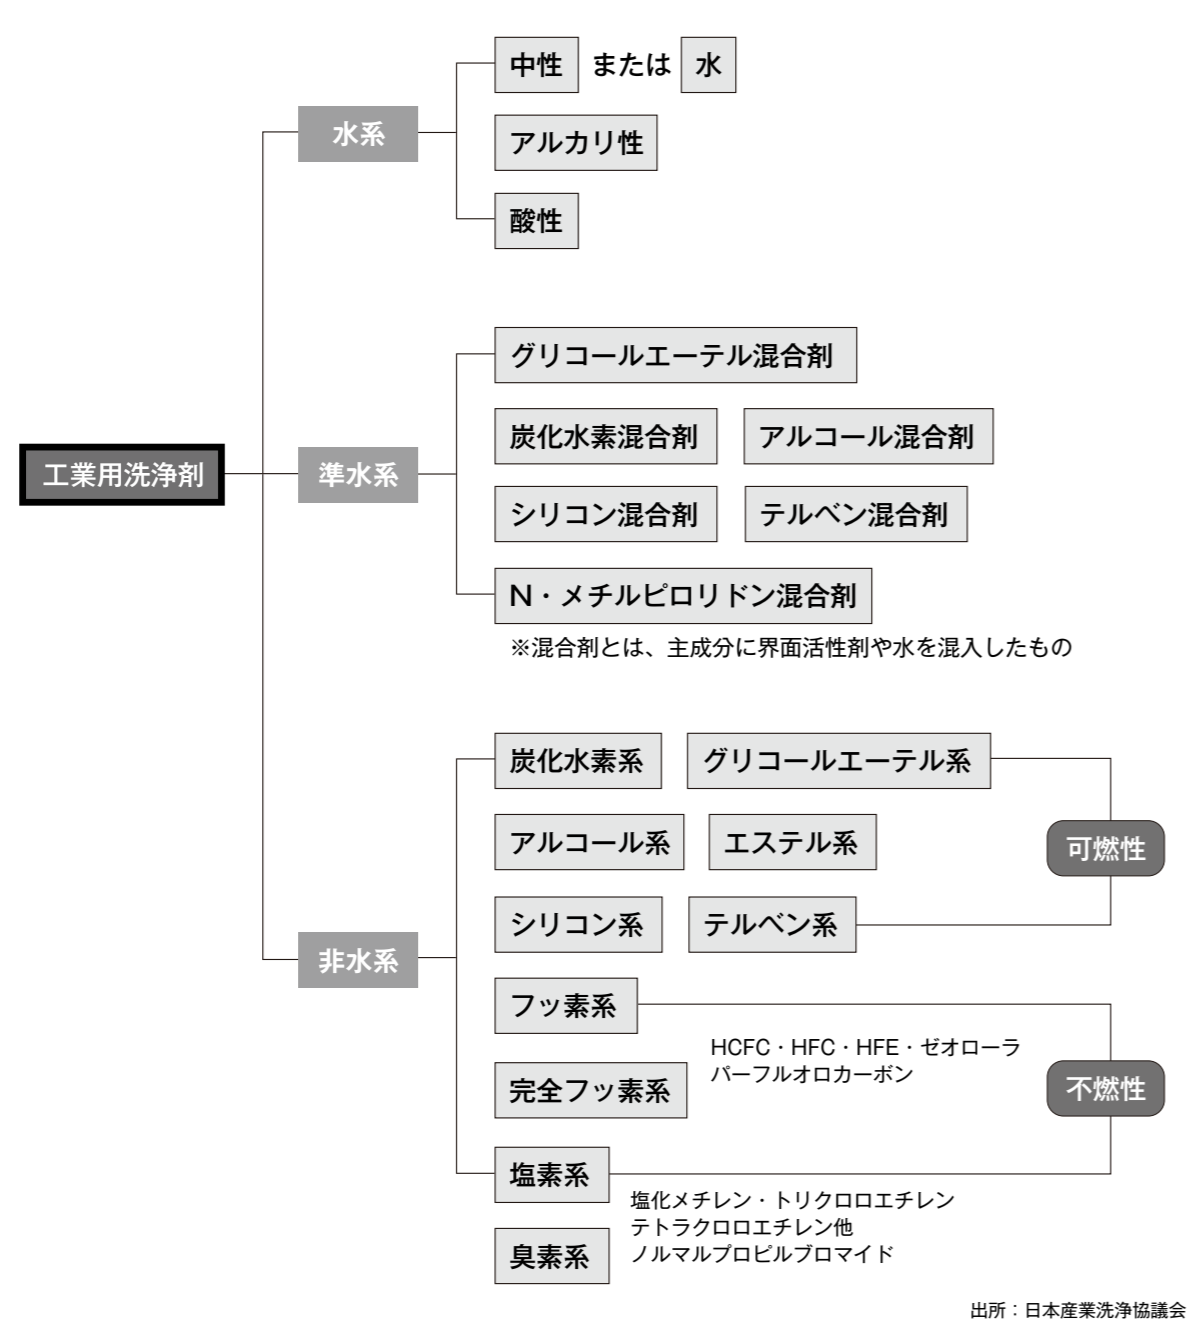 中性 または 水
水系
アルカリ性
酸性
グリコールエーテル混合剤
炭化水素混合剤 アルコール混合剤
工業用洗浄剤
準水系
シリコン混合剤 テルペン混合剤
N・メチルピロリドン混合剤
※混合剤とは、主成分に界面活性剤や水を混入したもの
炭化水素系 グリコールエーテル系
アルコール系 エステル系
可燃性
シリコン系 テルペン系
非水系
フッ素系
HCFC・HFC・HFE・ゼオローラ
パーフルオロカーボン
完全フッ素系
不燃性
塩素系
塩化メチレン・トリクロロエチレン
テトラクロロエチレン他
ノルマルプロピルブロマイド
臭素系
出所：日本産業洗浄協議会